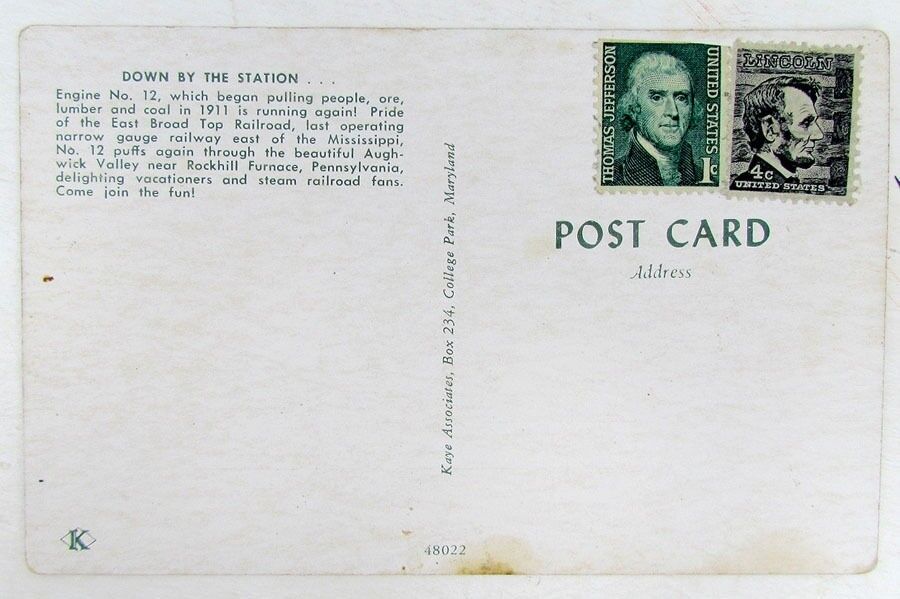 DOWN BY THE STATION . . .
Engine No. 12, which began pulling people, ore,
lumber and coal in 1911 is running again! Pride
of the East Broad Top Railroad, last operating
narrow gauge railway east of the Mississippi,
No. 12 puffs again through the beautiful Augh-
wick Valley near Rockhill Furnace, Pennsylvania,
delighting vacationers and steam railroad fans.
Come join the fun!
Kaye Associates, Box 234, College Park, Maryland
THOMAS JEFFERSON
UNITED STATES
1c
LINCOLN
4c
UNITED STATES
POST CARD
Address
K
48022